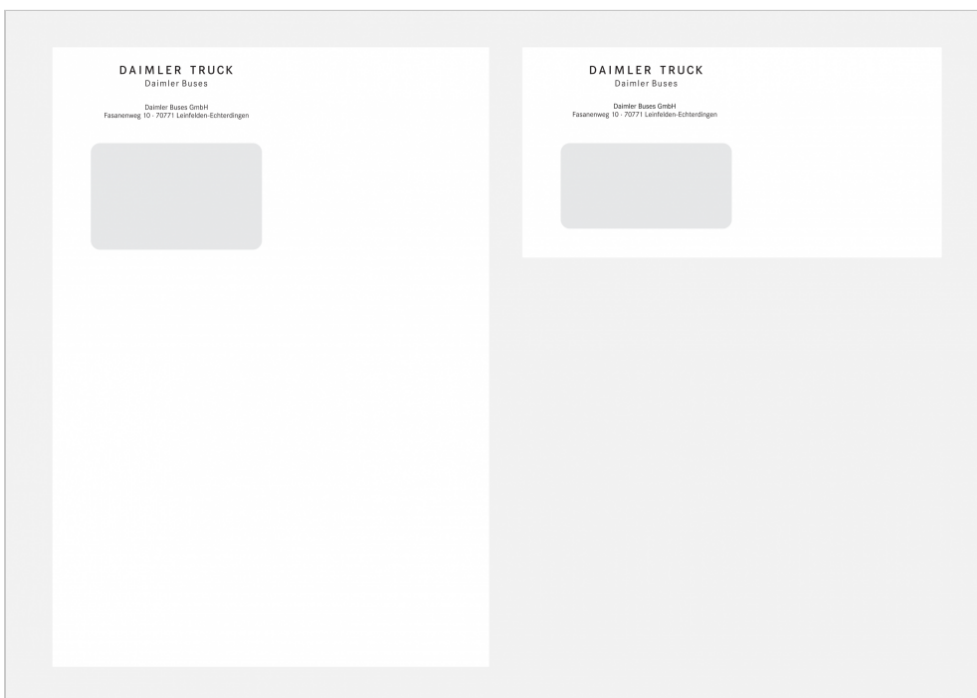 DAIMLER TRUCK
Daimler Buses
Daimler Buses GmbH
Fasanenweg 10 - 70771 Leinfelden-Echterdingen
DAIMLER TRUCK
Daimler Buses
Daimler Buses GmbH
Fasanenweg 10 - 70771 Leinfelden-Echterdingen